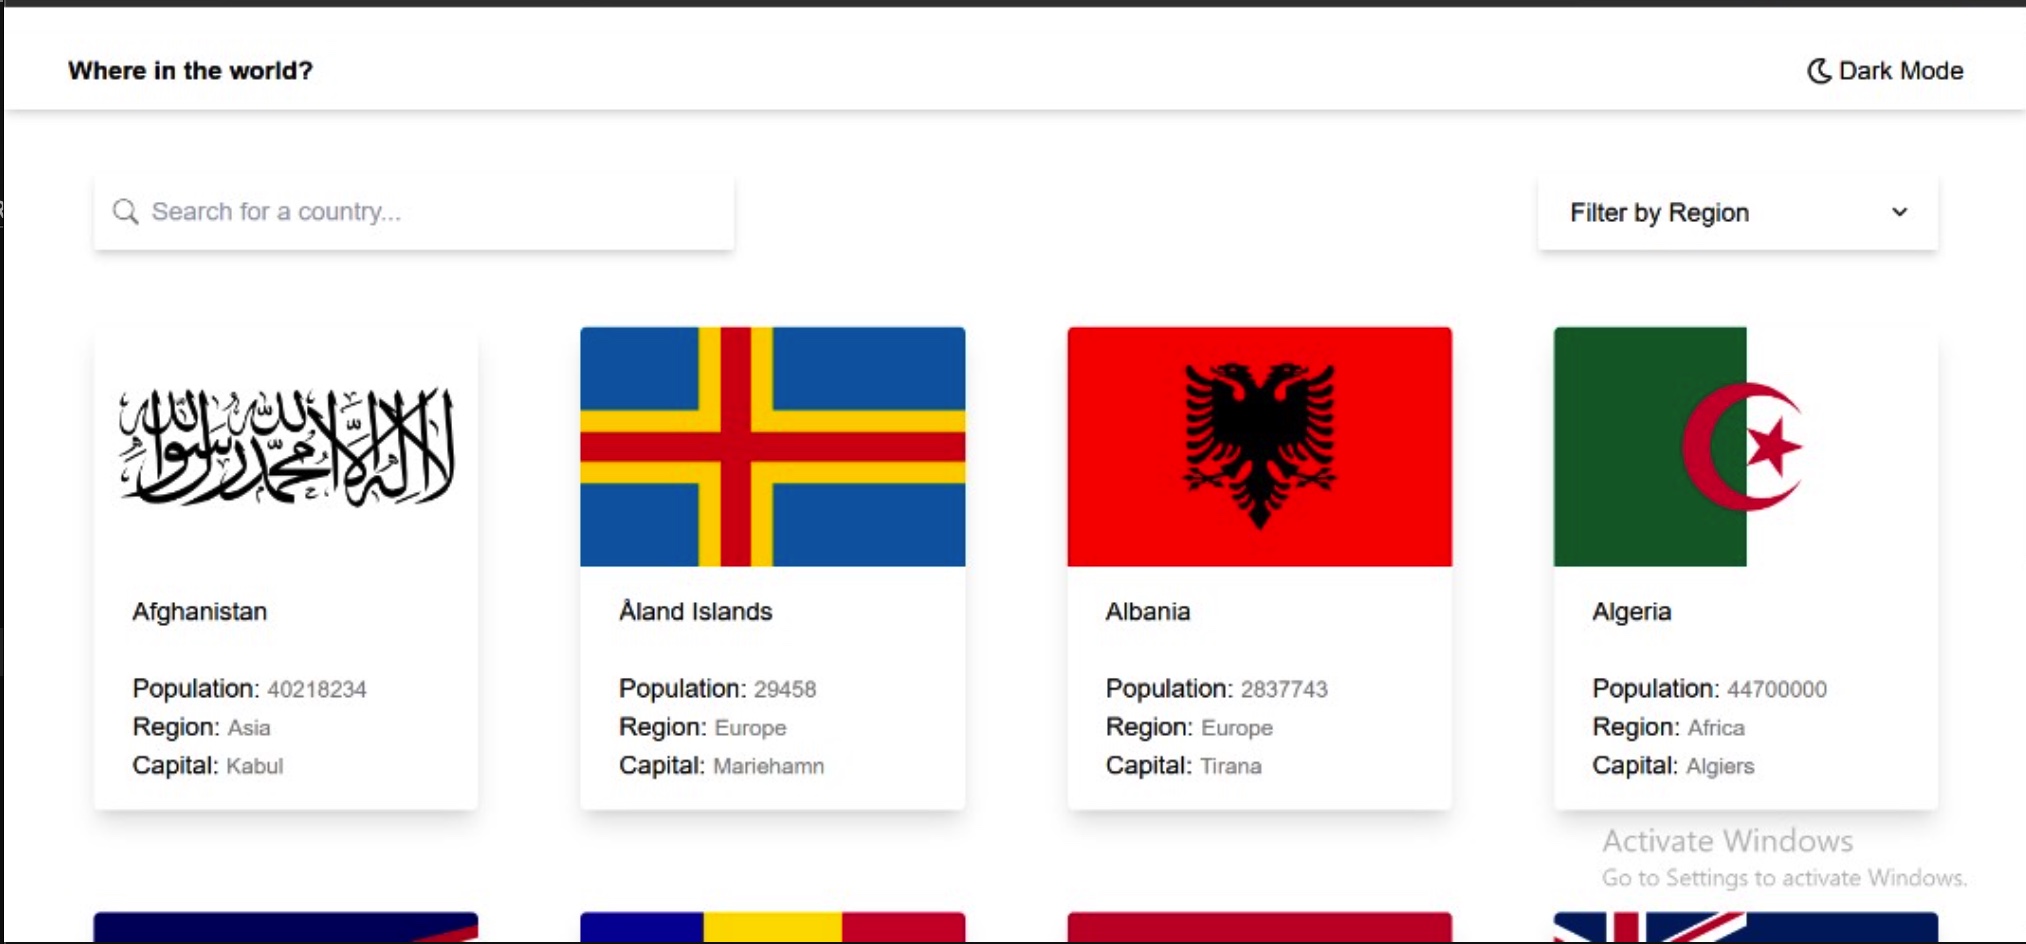 Where in the world?
Dark Mode
Search for a country...
Filter by Region
لا إله إلا الله محمد رسول الله
Afghanistan
Population: 40218234
Region: Asia
Capital: Kabul
Åland Islands
Population: 29458
Region: Europe
Capital: Mariehamn
Albania
Population: 2837743
Region: Europe
Capital: Tirana
Algeria
Population: 44700000
Region: Africa
Capital: Algiers
Activate Windows
Go to Settings to activate Windows.